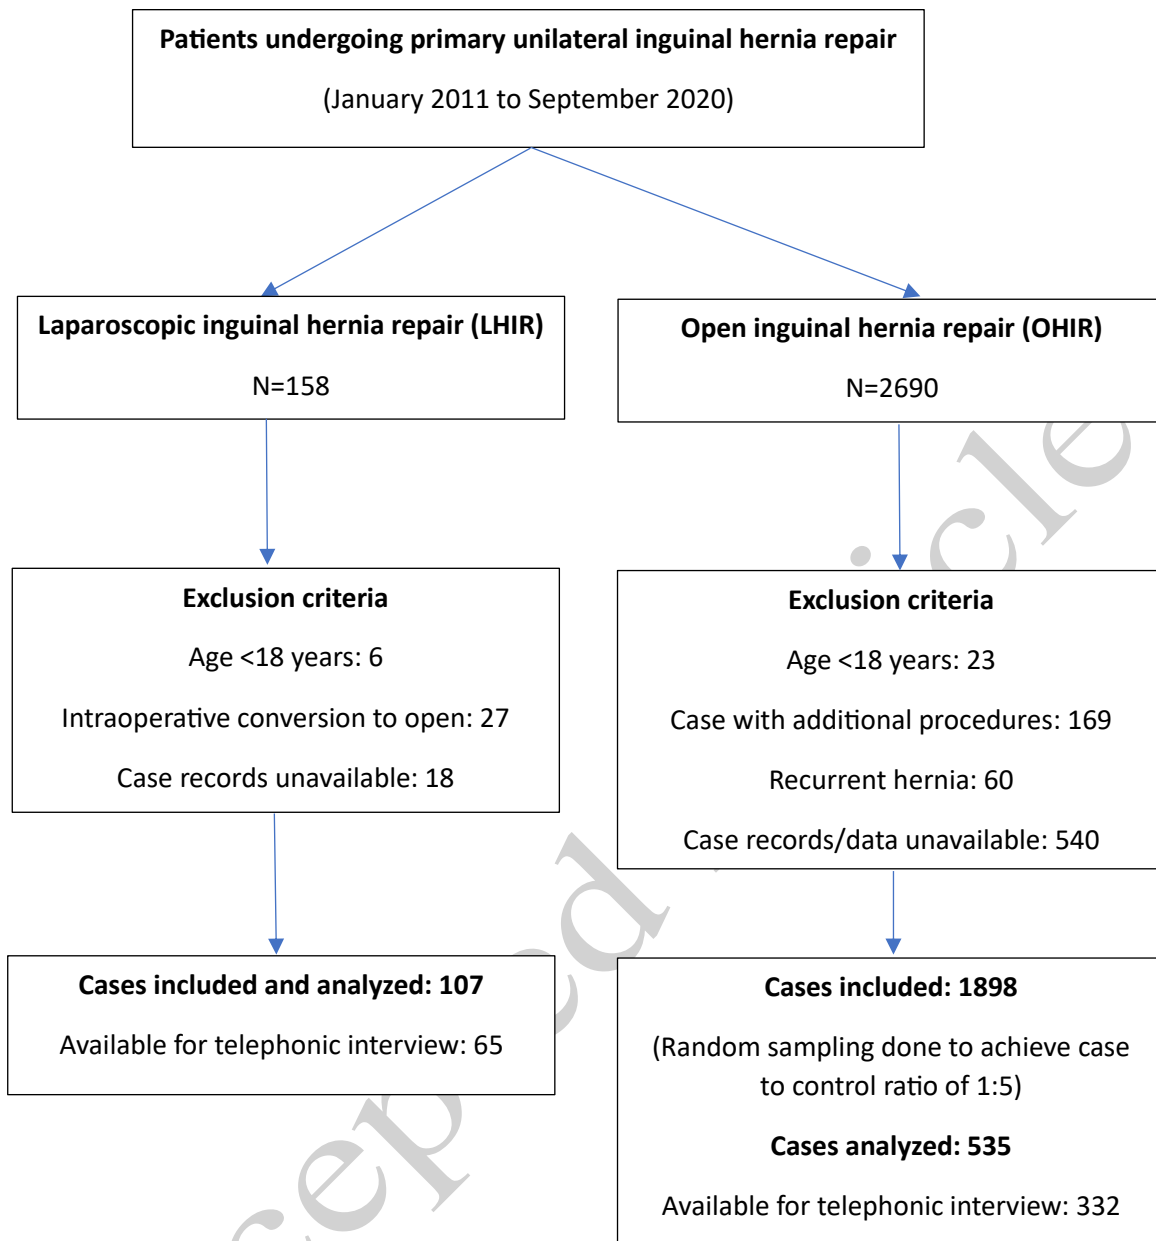 Patients undergoing primary unilateral inguinal hernia repair
(January 2011 to September 2020)
Laparoscopic inguinal hernia repair (LHIR)
N=158
Open inguinal hernia repair (OHIR)
N=2690
Exclusion criteria
Age <18 years: 6
Intraoperative conversion to open: 27
Case records unavailable: 18
Exclusion criteria
Age <18 years: 23
Case with additional procedures: 169
Recurrent hernia: 60
Case records/data unavailable: 540
Cases included and analyzed: 107
Available for telephonic interview: 65
Cases included: 1898
(Random sampling done to achieve case
to control ratio of 1:5)
Cases analyzed: 535
Available for telephonic interview: 332